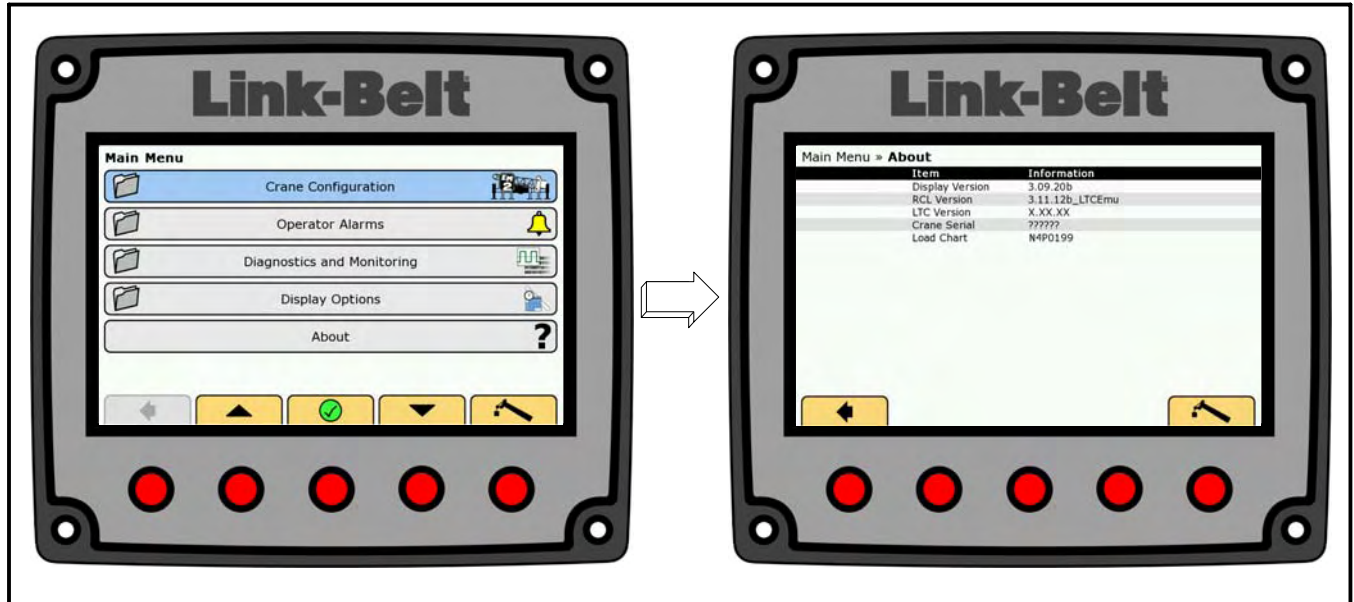 Link-Belt
Main Menu
Crane Configuration
Operator Alarms
Diagnostics and Monitoring
Display Options
About
?
Link-Belt
Main Menu » About
Item Information
Display Version 3.09.20b
RCL Version 3.11.12b_LTCEmu
LTC Version X.XX.XX
Crane Serial ??????
Load Chart N4P0199